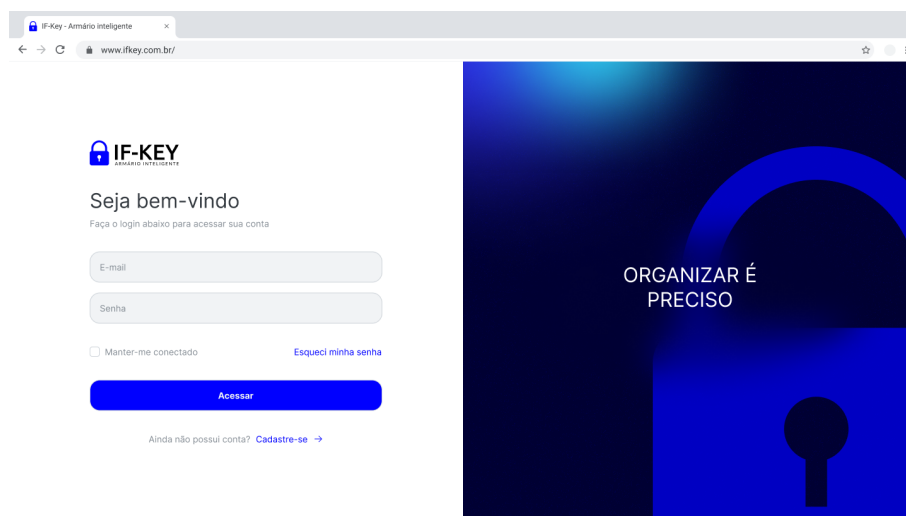 IF-Key - Armário inteligente
www.ifkey.com.br/
IF-KEY
ARMÁRIO INTELIGENTE
Seja bem-vindo
Faça o login abaixo para acessar sua conta
E-mail
Senha
Manter-me conectado
Esqueci minha senha
Acessar
Ainda não possui conta? Cadastre-se →
ORGANIZAR É
PRECISO